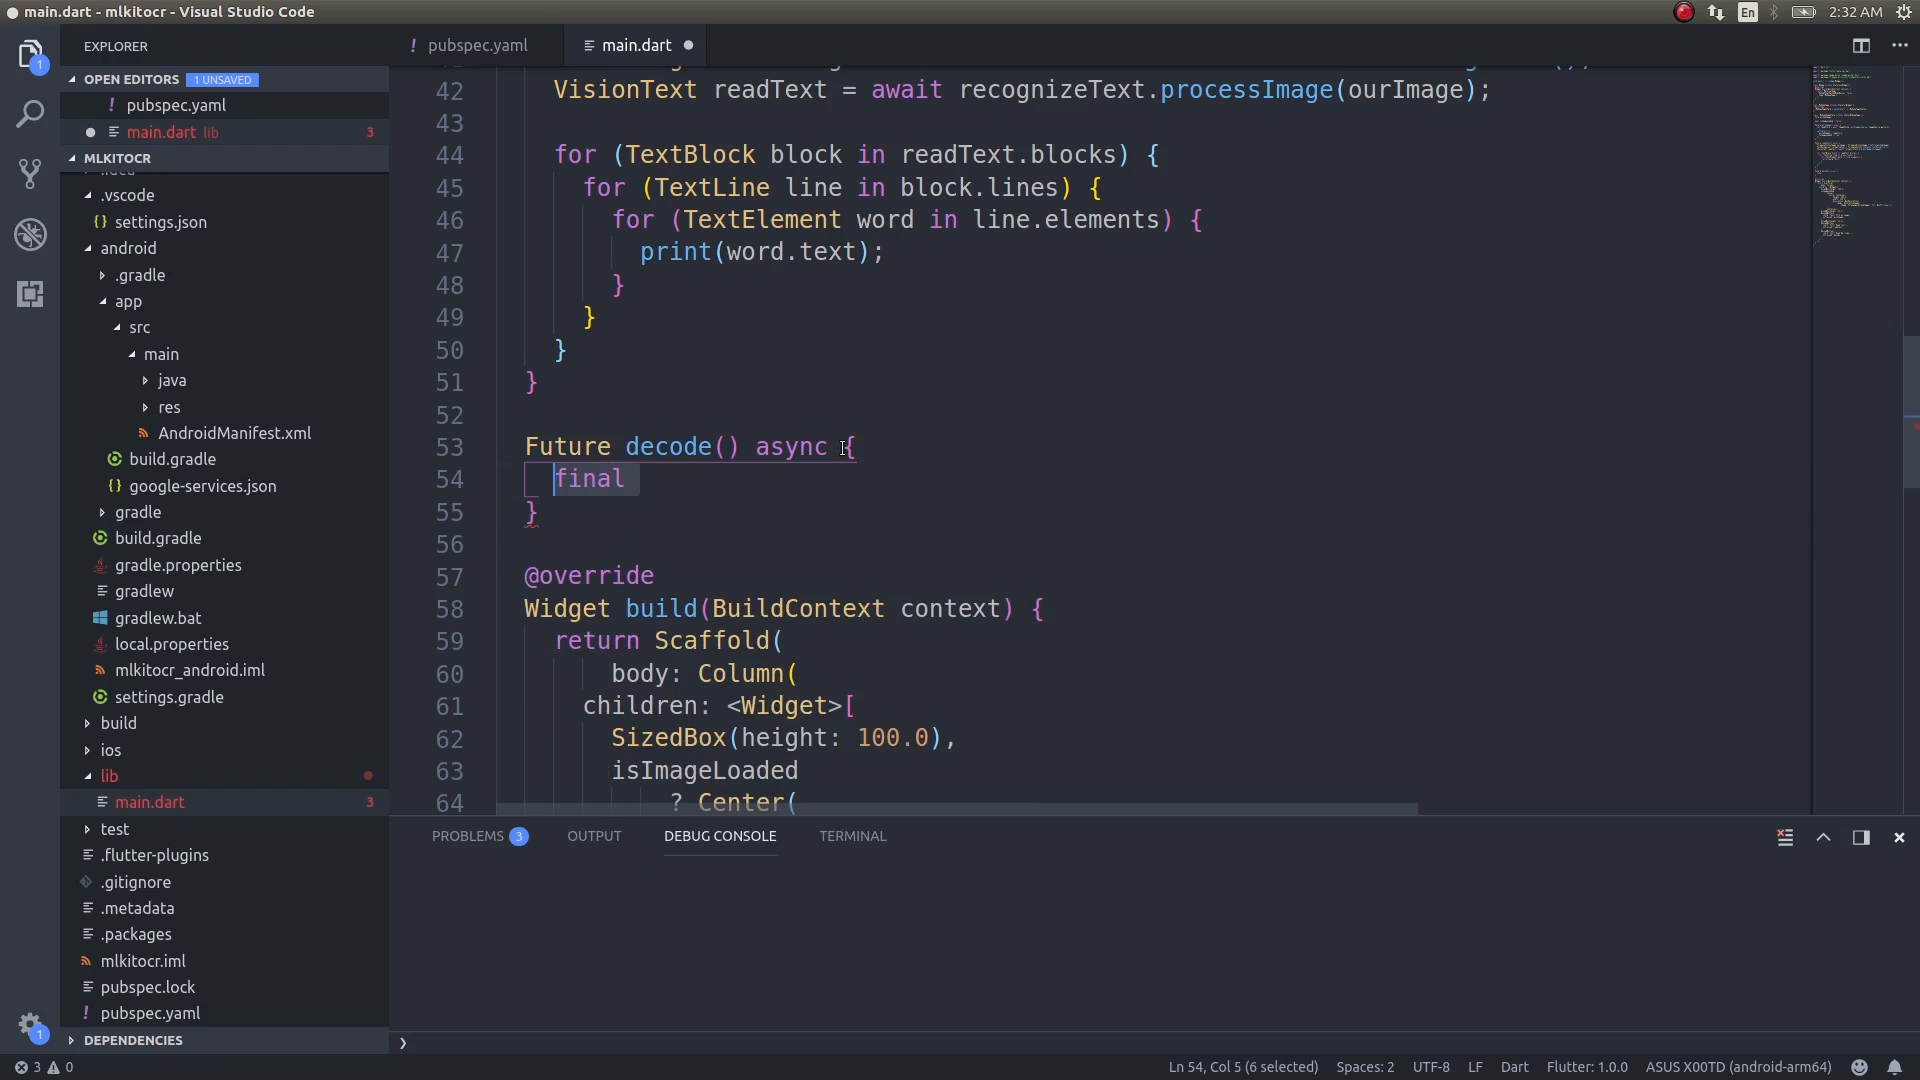 main.dart - mlkitocr - Visual Studio Code
En
2:32 AM
EXPLORER
OPEN EDITORS 1 UNSAVED
! pubspec.yaml
main.dart lib 3
MLKITOCR
.vscode
{} settings.json
android
.gradle
app
src
main
java
res
AndroidManifest.xml
build.gradle
{} google-services.json
gradle
build.gradle
gradle.properties
gradlew
gradlew.bat
local.properties
mlkitocr_android.iml
settings.gradle
build
ios
lib
main.dart 3
test
.flutter-plugins
.gitignore
.metadata
.packages
mlkitocr.iml
pubspec.lock
! pubspec.yaml
DEPENDENCIES
1
1
! pubspec.yaml
main.dart
42 VisionText readText = await recognizeText.processImage(ourImage);
43
44 for (TextBlock block in readText.blocks) {
45 for (TextLine line in block.lines) {
46 for (TextElement word in line.elements) {
47 print(word.text);
48 }
49 }
50 }
51 }
52
53 Future decode() async {
54 final
55 }
56
57 @override
58 Widget build(BuildContext context) {
59 return Scaffold(
60 body: Column(
61 children: <Widget>[
62 SizedBox(height: 100.0),
63 isImageLoaded
64 ? Center(
PROBLEMS 3 OUTPUT DEBUG CONSOLE TERMINAL
3 0
Ln 54, Col 5 (6 selected) Spaces: 2 UTF-8 LF Dart Flutter: 1.0.0 ASUS X00TD (android-arm64)